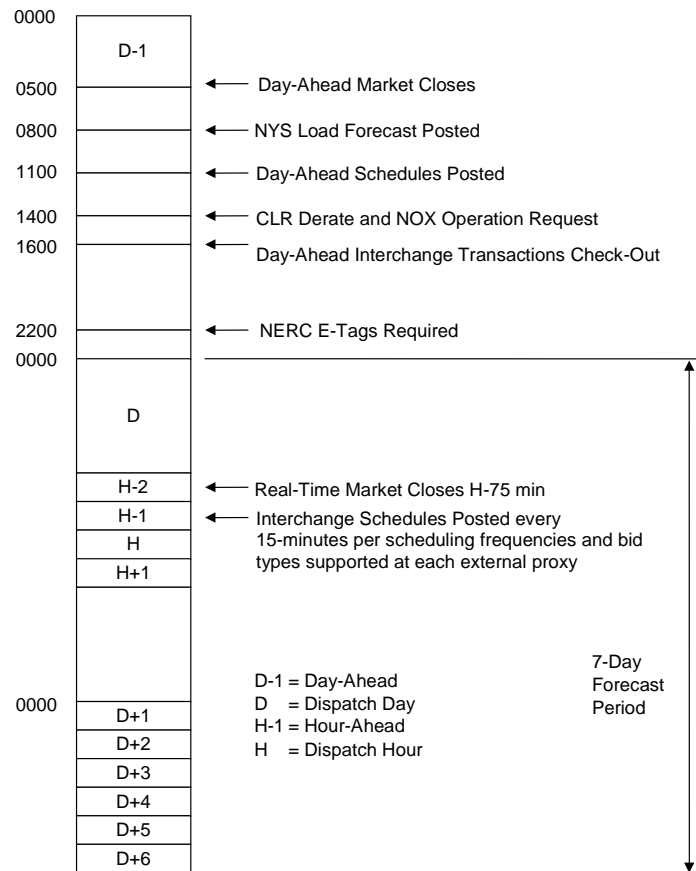 0000
D-1
0500
Day-Ahead Market Closes
0800
NYS Load Forecast Posted
1100
Day-Ahead Schedules Posted
1400
CLR Derate and NOX Operation Request
1600
Day-Ahead Interchange Transactions Check-Out
2200
NERC E-Tags Required
0000
D
H-2
Real-Time Market Closes H-75 min
H-1
Interchange Schedules Posted every
15-minutes per scheduling frequencies and bid
types supported at each external proxy
H
H+1
7-Day
Forecast
Period
D-1 = Day-Ahead
D = Dispatch Day
H-1 = Hour-Ahead
H = Dispatch Hour
0000
D+1
D+2
D+3
D+4
D+5
D+6